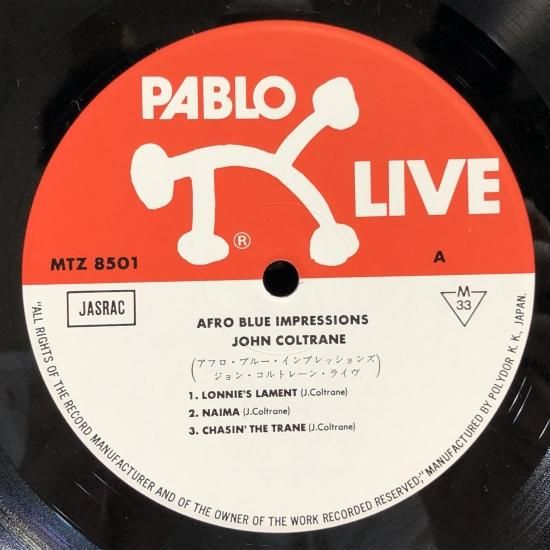 PABLO
LIVE
®
MTZ 8501
A
JASRAC
M
33
AFRO BLUE IMPRESSIONS
JOHN COLTRANE
(アフロ・ブルー・インプレッションズ
ジョン・コルトレーン・ライヴ)
1. LONNIE'S LAMENT (J.Coltrane)
2. NAIMA (J.Coltrane)
3. CHASIN' THE TRANE (J.Coltrane)
"ALL RIGHTS OF THE RECORD MANUFACTURER AND OF THE OWNER OF THE WORK RECORDED RESERVED;" MANUFACTURED BY POLYDOR K. K., JAPAN.